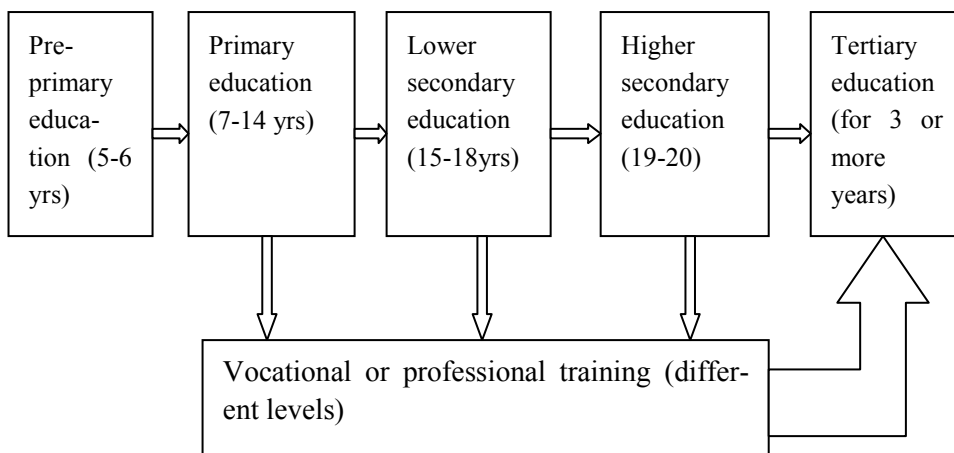 Pre-
primary
educa-
tion (5-6
yrs)
Primary
education
(7-14 yrs)
Lower
secondary
education
(15-18yrs)
Higher
secondary
education
(19-20)
Tertiary
education
(for 3 or
more
years)
Vocational or professional training (differ-
ent levels)